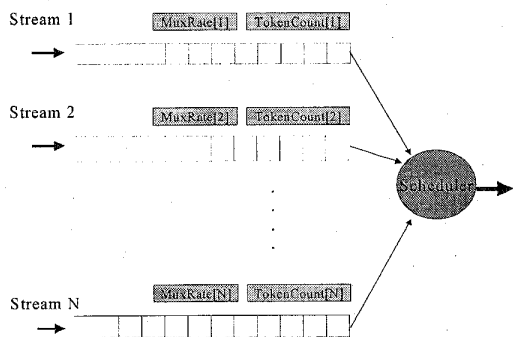 Stream 1
MuxRate[1] TokenCount[1]
Stream 2
MuxRate[2] TokenCount[2]
Scheduler
Stream N
MuxRate[N] TokenCount[N]